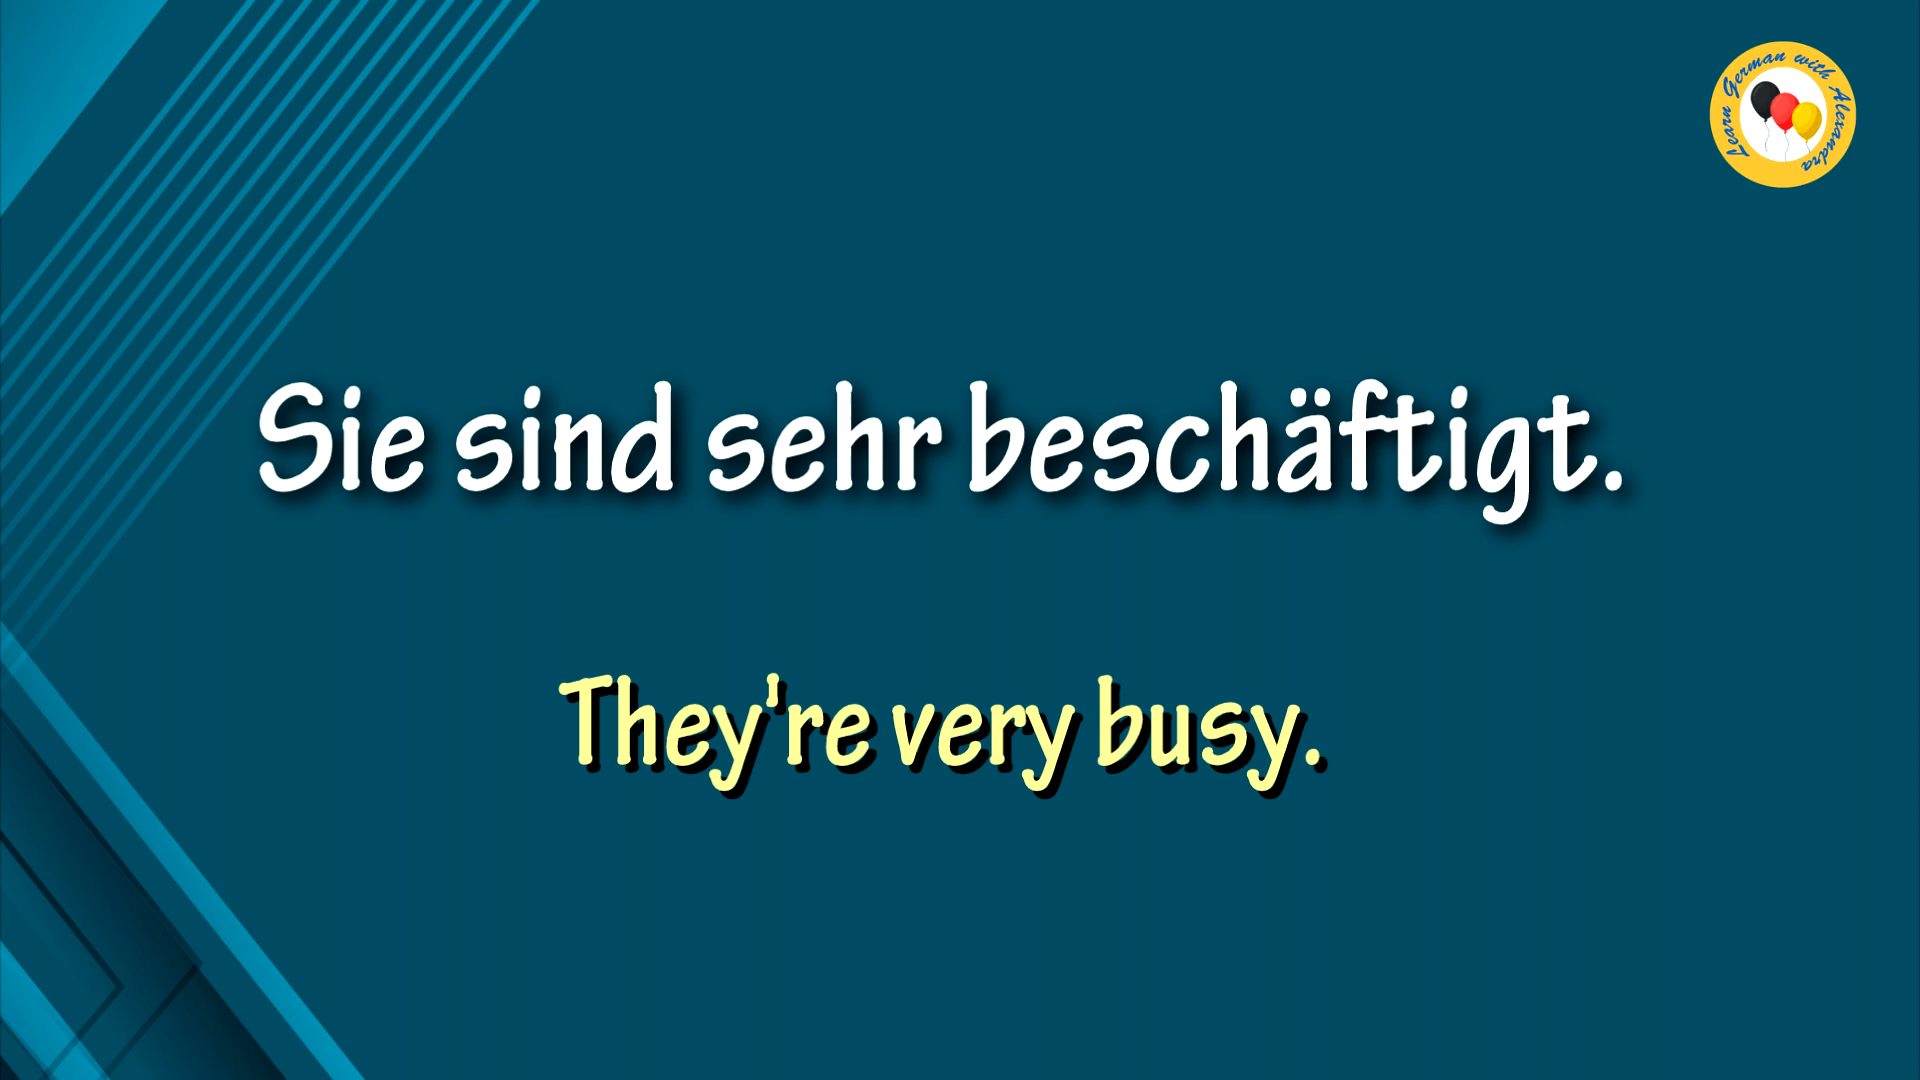 Learn German with Alexandra
Sie sind sehr beschäftigt.
They're very busy.